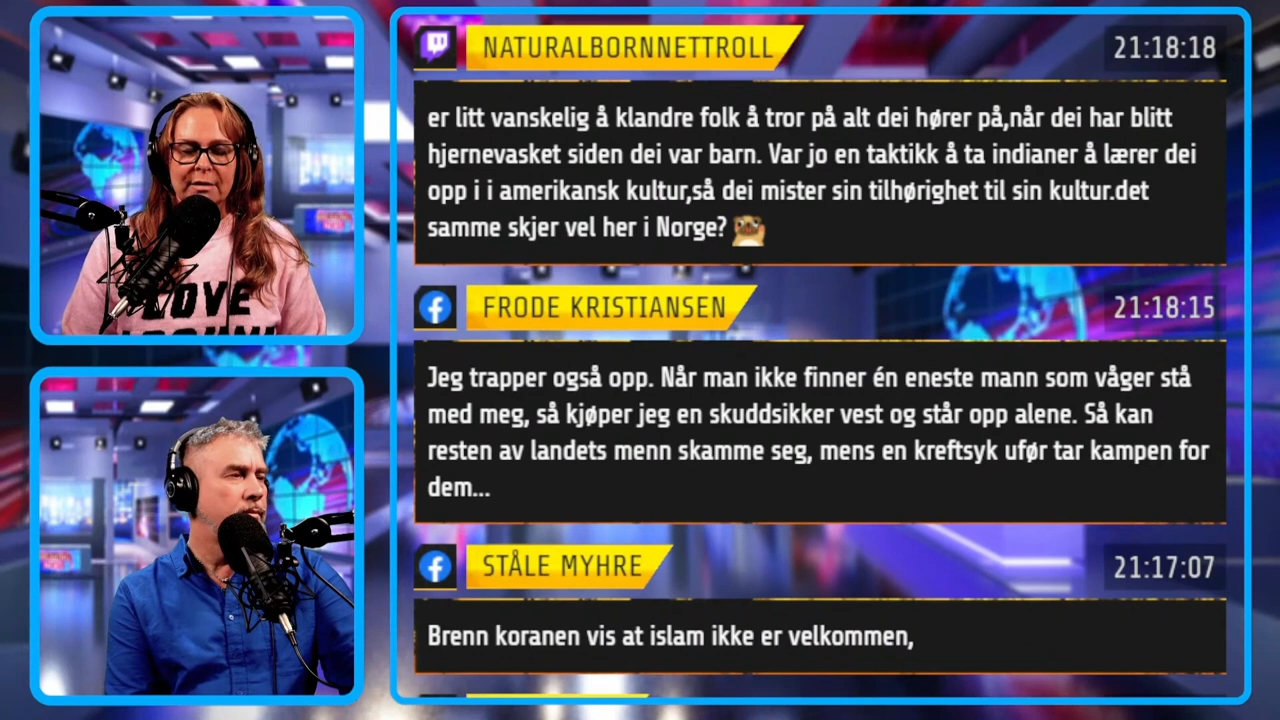 NATURALBORNNETTROLL
21:18:18
er litt vanskelig å klandre folk å tror på alt dei hører på,når dei har blitt
hjernevasket siden dei var barn. Var jo en taktikk å ta indianer å lærer dei
opp i i amerikansk kultur,så dei mister sin tilhørighet til sin kultur.det
samme skjer vel her i Norge?
FRODE KRISTIANSEN
21:18:15
Jeg trapper også opp. Når man ikke finner én eneste mann som våger stå
med meg, så kjøper jeg en skuddsikker vest og står opp alene. Så kan
resten av landets menn skamme seg, mens en kreftsyk ufør tar kampen for
dem...
STÅLE MYHRE
21:17:07
Brenn koranen vis at islam ikke er velkommen,
LOVE